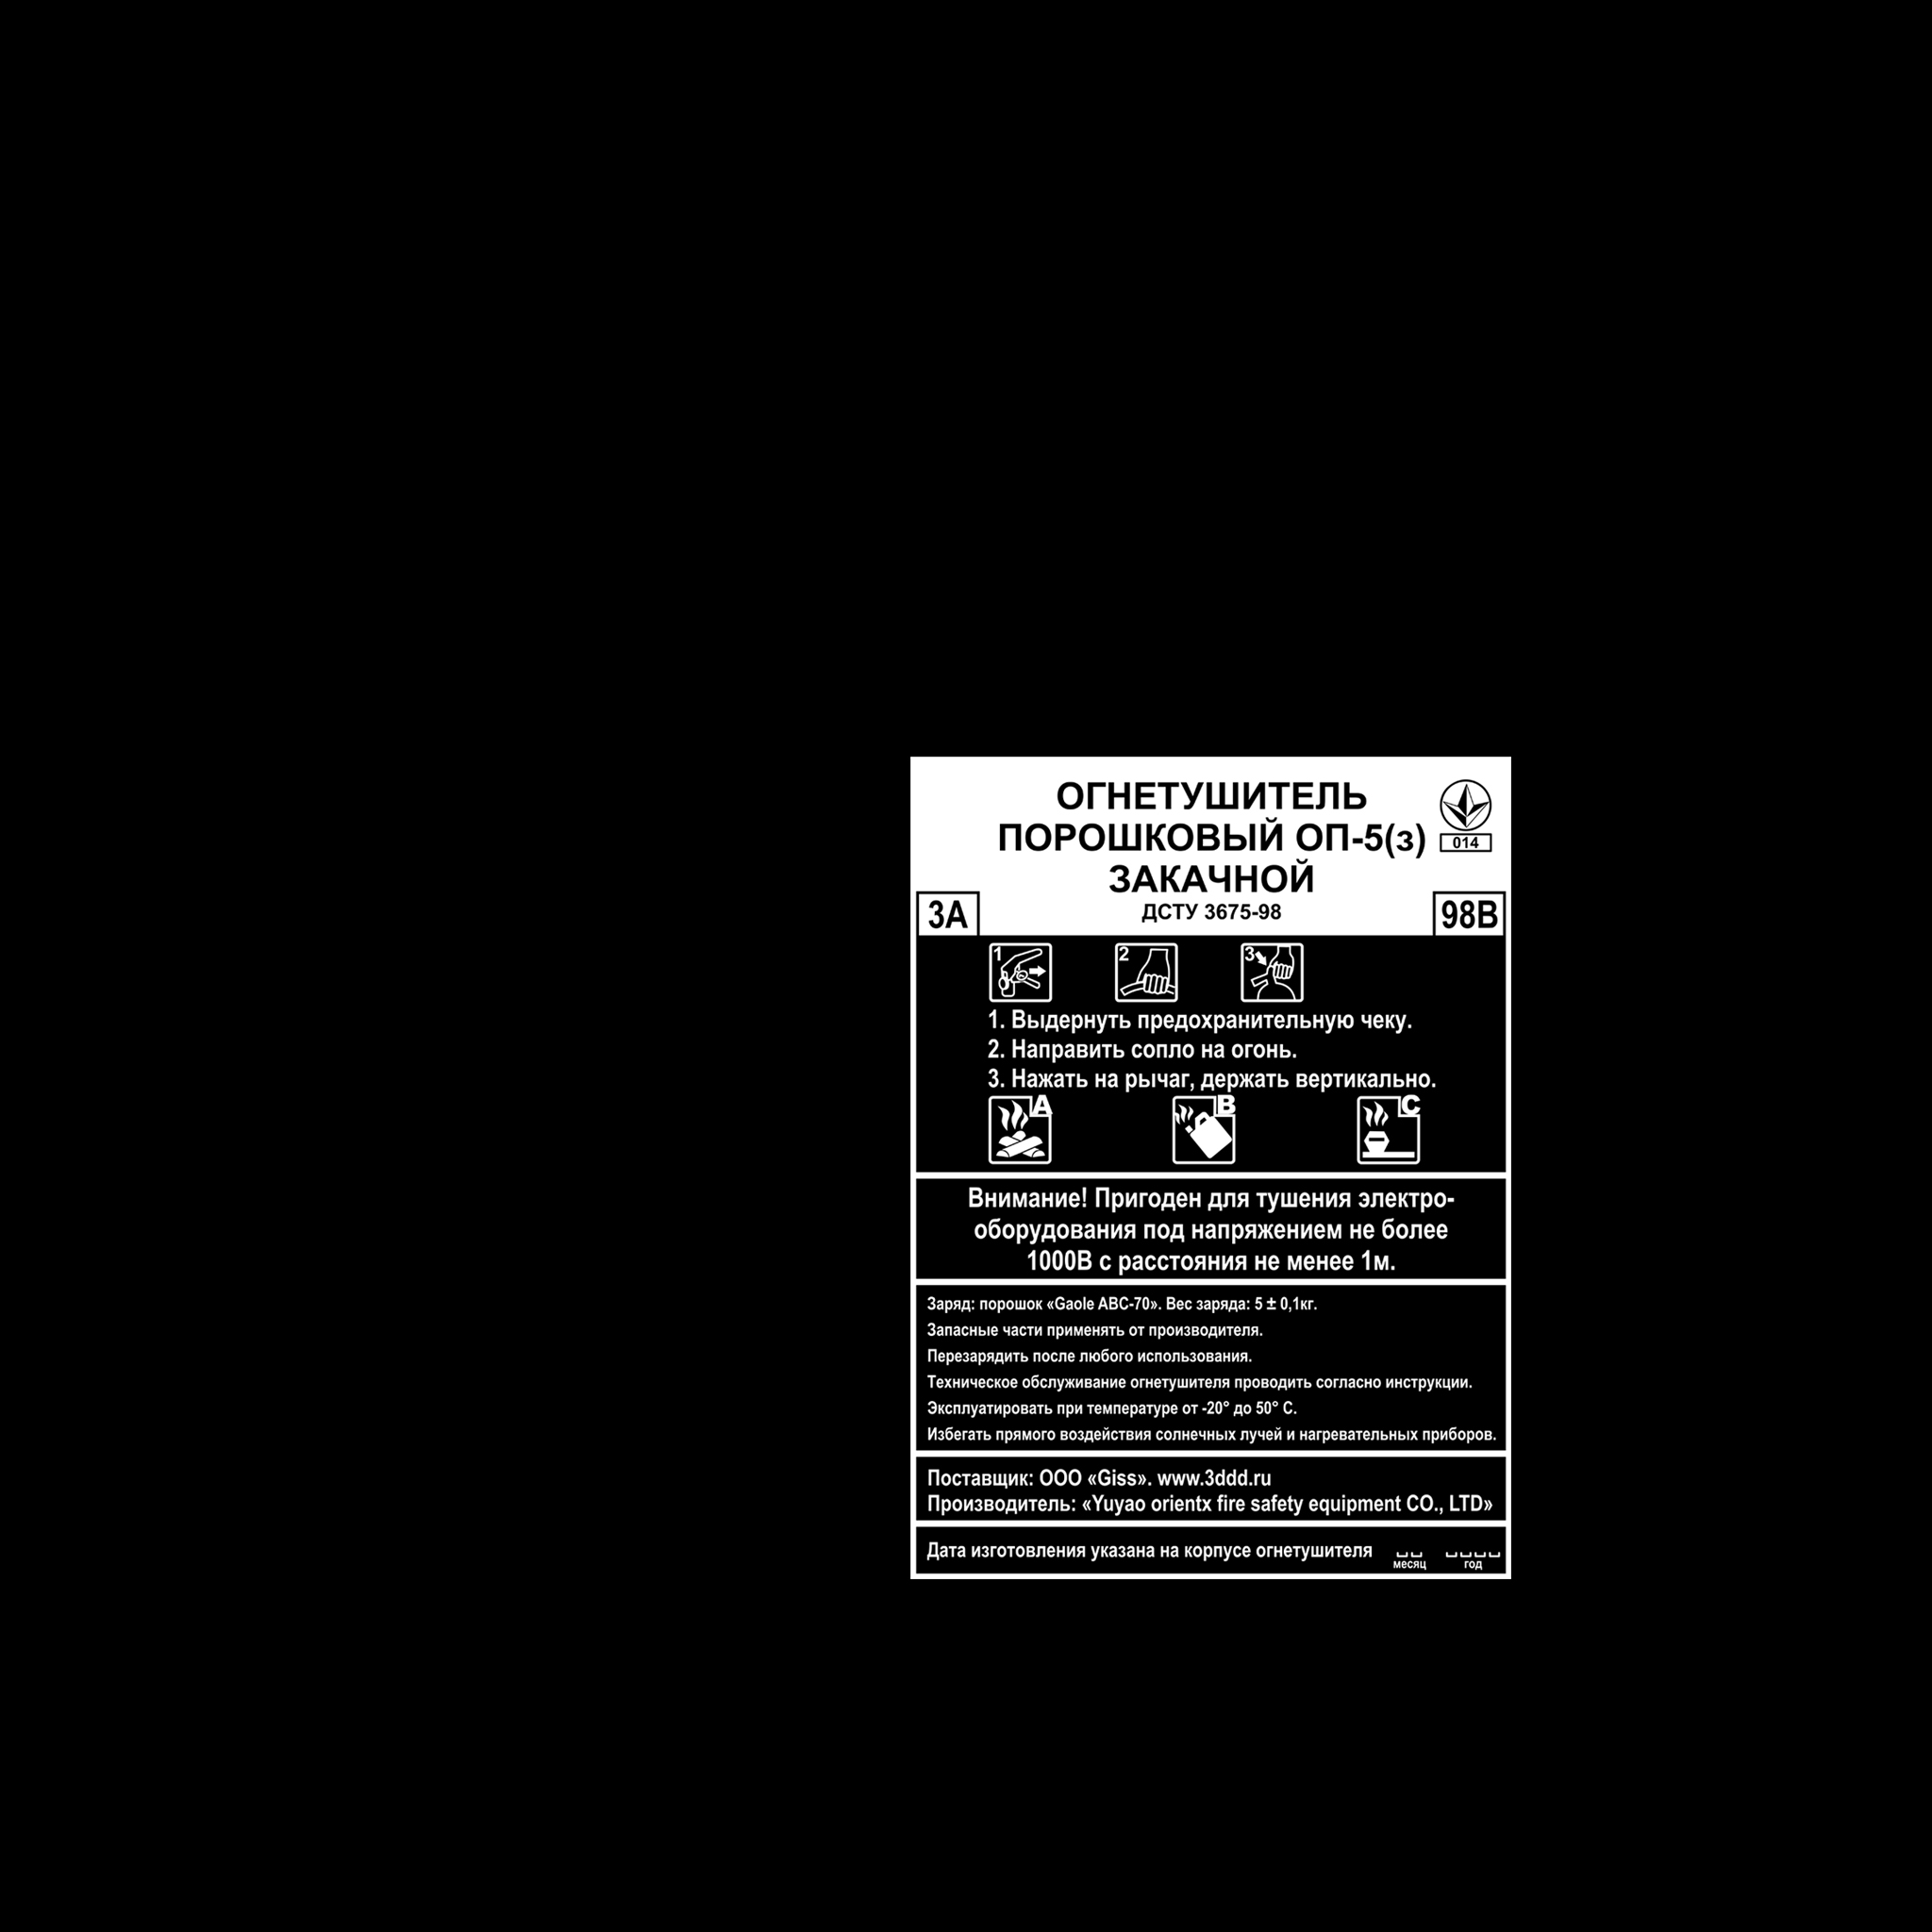 ОГНЕТУШИТЕЛЬ
ПОРОШКОВЫЙ ОП-5(з)
ЗАКАЧНОЙ
ДСТУ 3675-98
014
3А
98В
1
2
3
1. Выдернуть предохранительную чеку.
2. Направить сопло на огонь.
3. Нажать на рычаг, держать вертикально.
A
B
C
Внимание! Пригоден для тушения электро-
оборудования под напряжением не более
1000В с расстояния не менее 1м.
Заряд: порошок «Gaole ABC-70». Вес заряда: 5 ± 0,1кг.
Запасные части применять от производителя.
Перезарядить после любого использования.
Техническое обслуживание огнетушителя проводить согласно инструкции.
Эксплуатировать при температуре от -20° до 50° С.
Избегать прямого воздействия солнечных лучей и нагревательных приборов.
Поставщик: ООО «Giss». www.3ddd.ru
Производитель: «Yuyao orientx fire safety equipment CO., LTD»
Дата изготовления указана на корпусе огнетушителя
месяц
год